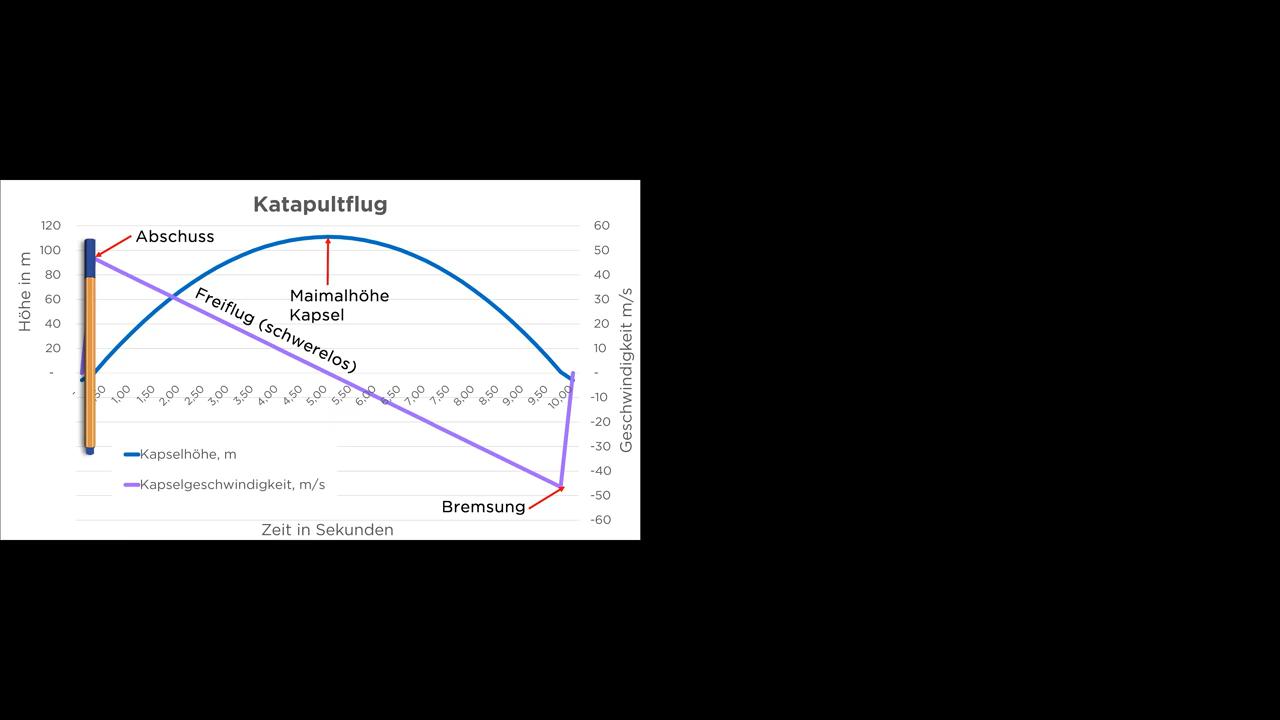 Katapultflug
120
100
80
60
40
20
-
Höhe in m
60
50
40
30
20
10
-
-10
-20
-30
-40
-50
-60
Geschwindigkeit m/s
Abschuss
Maimalhöhe
Kapsel
Freiflug (schwerelos)
- 1,00 1,50 2,00 2,50 3,00 3,50 4,00 4,50 5,00 5,50 6,00 6,50 7,00 7,50 8,00 8,50 9,00 9,50 10,00
Kapselhöhe, m
Kapselgeschwindigkeit, m/s
Bremsung
Zeit in Sekunden